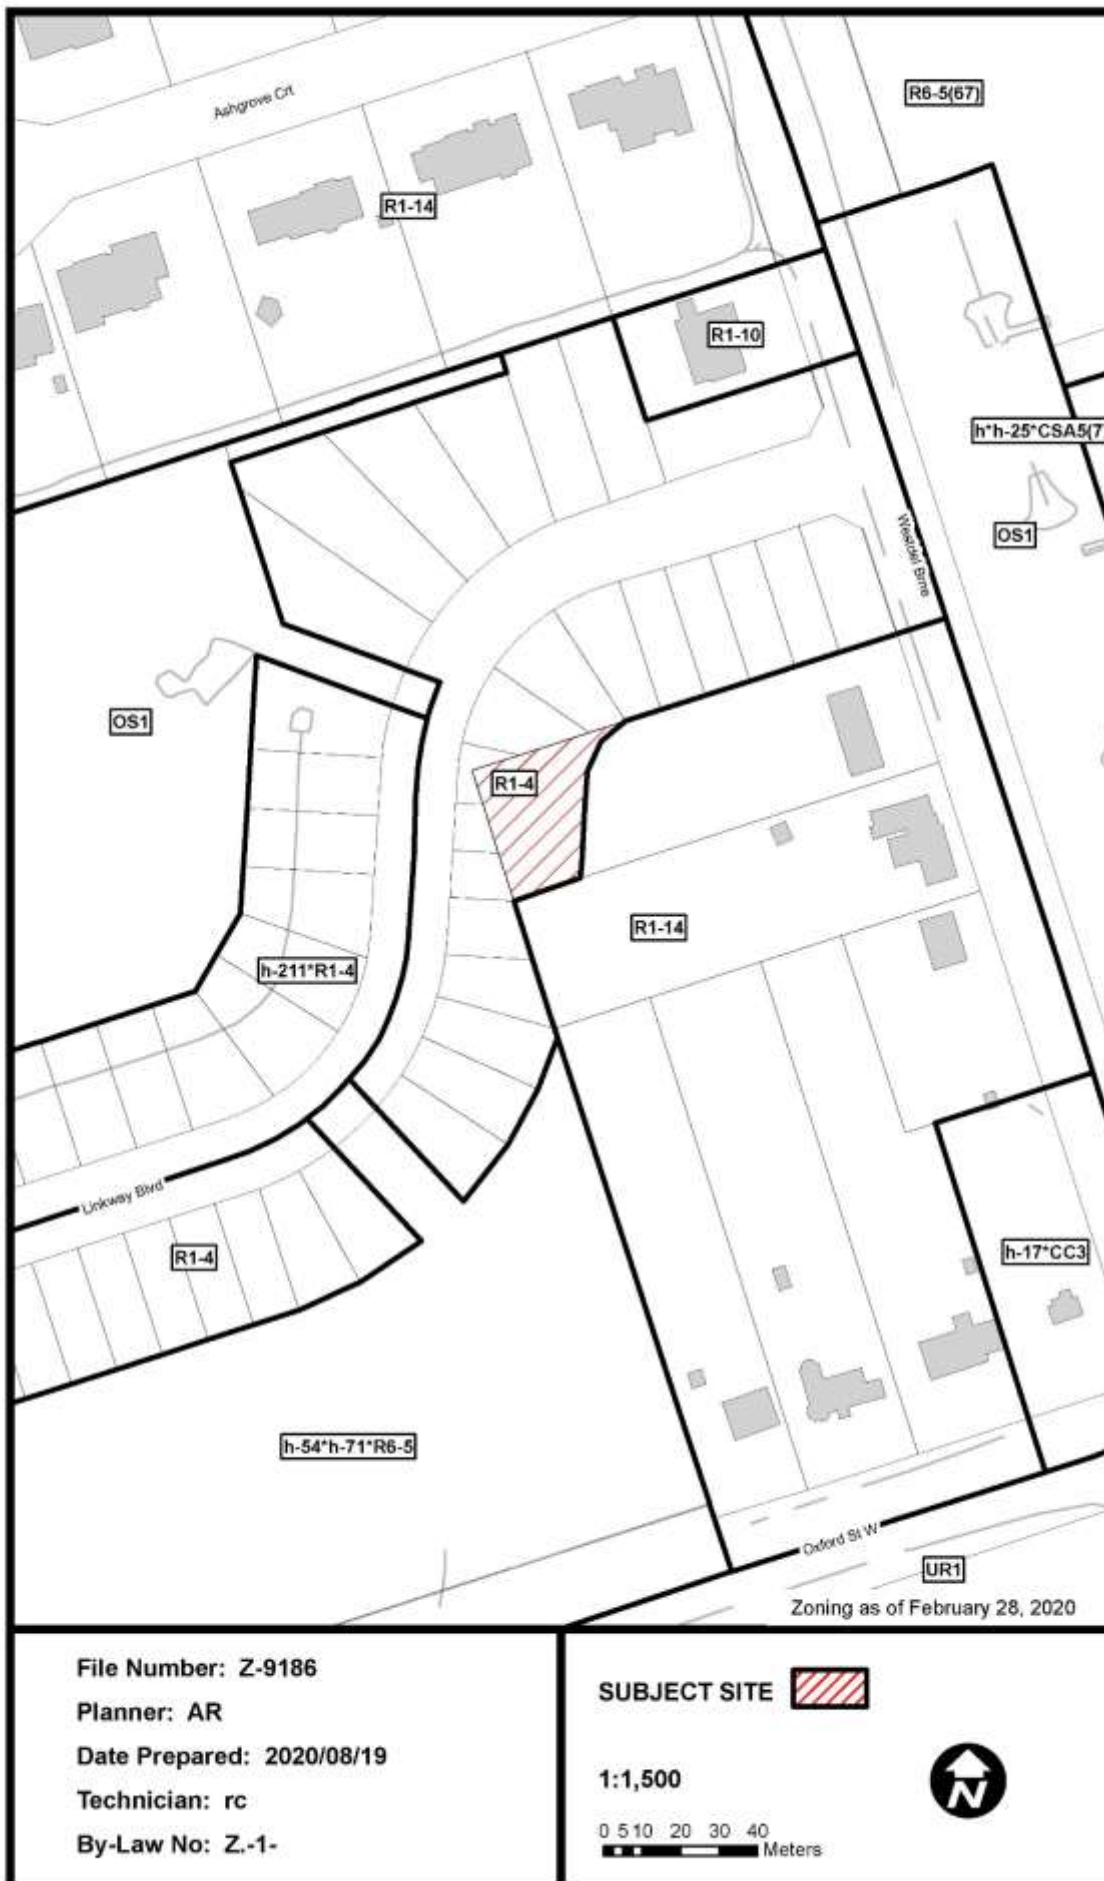 R6-5(67)
Ashgrove Crt
R1-14
R1-10
h*h-25*CSA5(7
Westdel Brne
OS1
OS1
R1-4
R1-14
h-211*R1-4
Linkway Blvd
R1-4
h-17*CC3
h-54*h-71*R6-5
Oxford St W
UR1
Zoning as of February 28, 2020
File Number: Z-9186
Planner: AR
Date Prepared: 2020/08/19
Technician: rc
By-Law No: Z.-1-
SUBJECT SITE
1:1,500
0 5 10 20 30 40
Meters
N